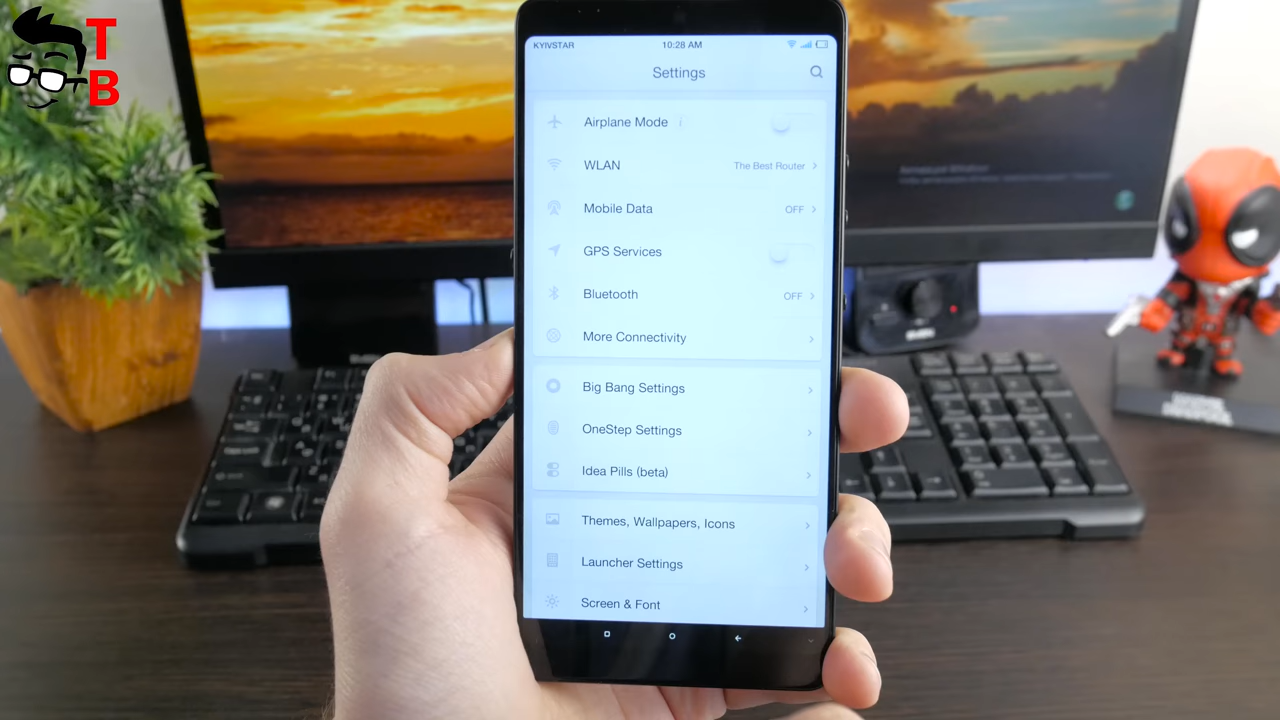 T
B
KYIVSTAR
10:28 AM
Settings
Airplane Mode
WLAN
The Best Router
Mobile Data
OFF
GPS Services
Bluetooth
OFF
More Connectivity
Big Bang Settings
OneStep Settings
Idea Pills (beta)
Themes, Wallpapers, Icons
Launcher Settings
Screen & Font